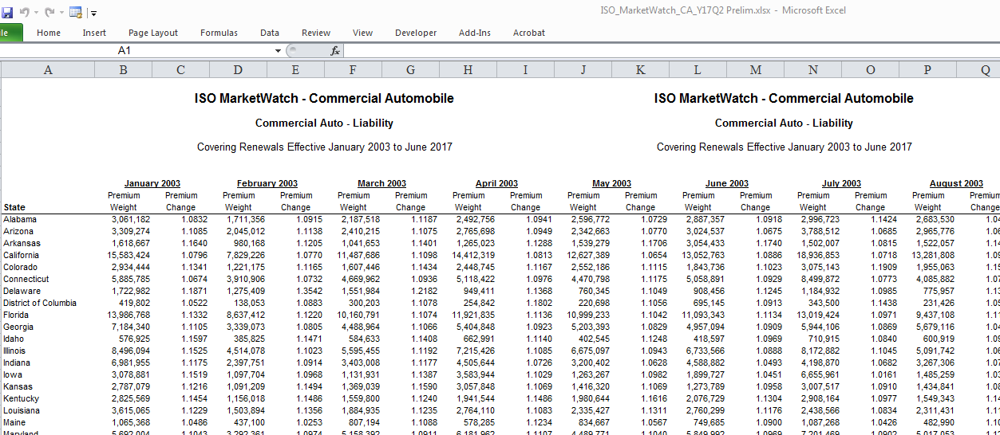 ISO_MarketWatch_CA_Y17Q2 Prelim.xlsx - Microsoft Excel
Home Insert Page Layout Formulas Data Review View Developer Add-Ins Acrobat
A1 fx
A B C D E F G H I J K L M N O P Q
ISO MarketWatch - Commercial Automobile ISO MarketWatch - Commercial Automobile
Commercial Auto - Liability Commercial Auto - Liability
Covering Renewals Effective January 2003 to June 2017 Covering Renewals Effective January 2003 to June 2017
January 2003 February 2003 March 2003 April 2003 May 2003 June 2003 July 2003 August 2003
Premium Premium Premium Premium Premium Premium Premium Premium Premium Premium Premium Premium Premium Premium Premium Premium
State Weight Change Weight Change Weight Change Weight Change Weight Change Weight Change Weight Change Weight Change
Alabama 3,061,182 1.0832 1,711,356 1.0915 2,187,518 1.1187 2,492,756 1.0941 2,596,772 1.0729 2,887,357 1.0918 2,996,723 1.1424 2,683,530
Arizona 3,309,274 1.1085 2,045,012 1.1138 2,410,215 1.1075 2,765,698 1.0949 2,342,663 1.0770 3,024,537 1.0675 3,788,512 1.0685 2,965,776
Arkansas 1,618,667 1.1640 980,168 1.1205 1,041,653 1.1401 1,265,023 1.1288 1,539,279 1.1706 3,054,433 1.1740 1,502,007 1.0815 1,522,057
California 15,583,424 1.0796 7,829,226 1.0770 11,487,686 1.1098 14,412,319 1.0813 12,627,389 1.0654 13,052,763 1.0886 18,936,853 1.0718 13,281,808
Colorado 2,934,444 1.1341 1,221,175 1.1165 1,607,446 1.1434 2,448,745 1.1167 2,552,186 1.1115 1,843,736 1.1023 3,075,143 1.1909 1,955,063
Connecticut 5,885,785 1.0674 3,910,906 1.0732 4,669,962 1.0936 5,118,422 1.0976 4,470,798 1.1175 5,058,891 1.0929 8,499,872 1.0773 4,085,882
Delaware 1,722,982 1.1871 1,275,409 1.3542 1,551,984 1.2182 949,411 1.1368 760,345 1.1049 908,456 1.1245 1,184,932 1.0985 775,957
District of Columbia 419,802 1.0522 138,053 1.0883 300,203 1.1078 254,842 1.1802 220,698 1.1056 695,145 1.0913 343,500 1.1438 231,426
Florida 13,986,768 1.1332 8,637,412 1.1220 10,160,791 1.1074 11,921,835 1.1136 10,999,233 1.1042 11,093,343 1.1134 13,019,424 1.0971 9,437,108
Georgia 7,184,340 1.1105 3,339,073 1.0805 4,488,964 1.1066 5,404,848 1.0923 5,203,393 1.0829 4,957,094 1.0909 5,944,106 1.0869 5,679,116
Idaho 576,925 1.1597 385,825 1.1471 584,633 1.1408 662,991 1.1140 402,545 1.1248 418,597 1.0969 710,915 1.0840 600,919
Illinois 8,496,094 1.1525 4,514,078 1.1023 5,595,455 1.1192 7,215,426 1.1085 6,675,097 1.0943 6,733,566 1.0888 8,172,882 1.1045 5,091,742
Indiana 6,981,955 1.1175 2,397,751 1.0914 3,403,008 1.1177 4,505,644 1.0726 3,200,402 1.0628 4,588,882 1.0493 4,198,870 1.0682 3,267,306
Iowa 3,078,881 1.1519 1,097,704 1.0968 1,131,931 1.1387 3,583,944 1.1029 1,263,267 1.0982 1,899,727 1.0451 6,655,961 1.0161 1,485,259
Kansas 2,787,079 1.1216 1,091,209 1.1494 1,369,039 1.1590 3,057,848 1.1069 1,416,320 1.1069 1,273,789 1.0958 3,007,517 1.0910 1,434,841
Kentucky 2,825,569 1.1454 1,156,018 1.1486 1,559,800 1.1240 1,941,544 1.1486 1,980,644 1.1616 2,076,729 1.1304 2,908,164 1.0977 1,549,343
Louisiana 3,615,065 1.1229 1,503,894 1.1356 1,884,935 1.1235 2,764,110 1.1083 2,335,427 1.1311 2,760,299 1.1176 2,438,566 1.0834 2,311,431
Maine 1,065,368 1.0486 437,100 1.0253 807,194 1.1088 578,285 1.1234 834,667 1.0567 749,685 1.0900 1,087,268 1.0426 482,990